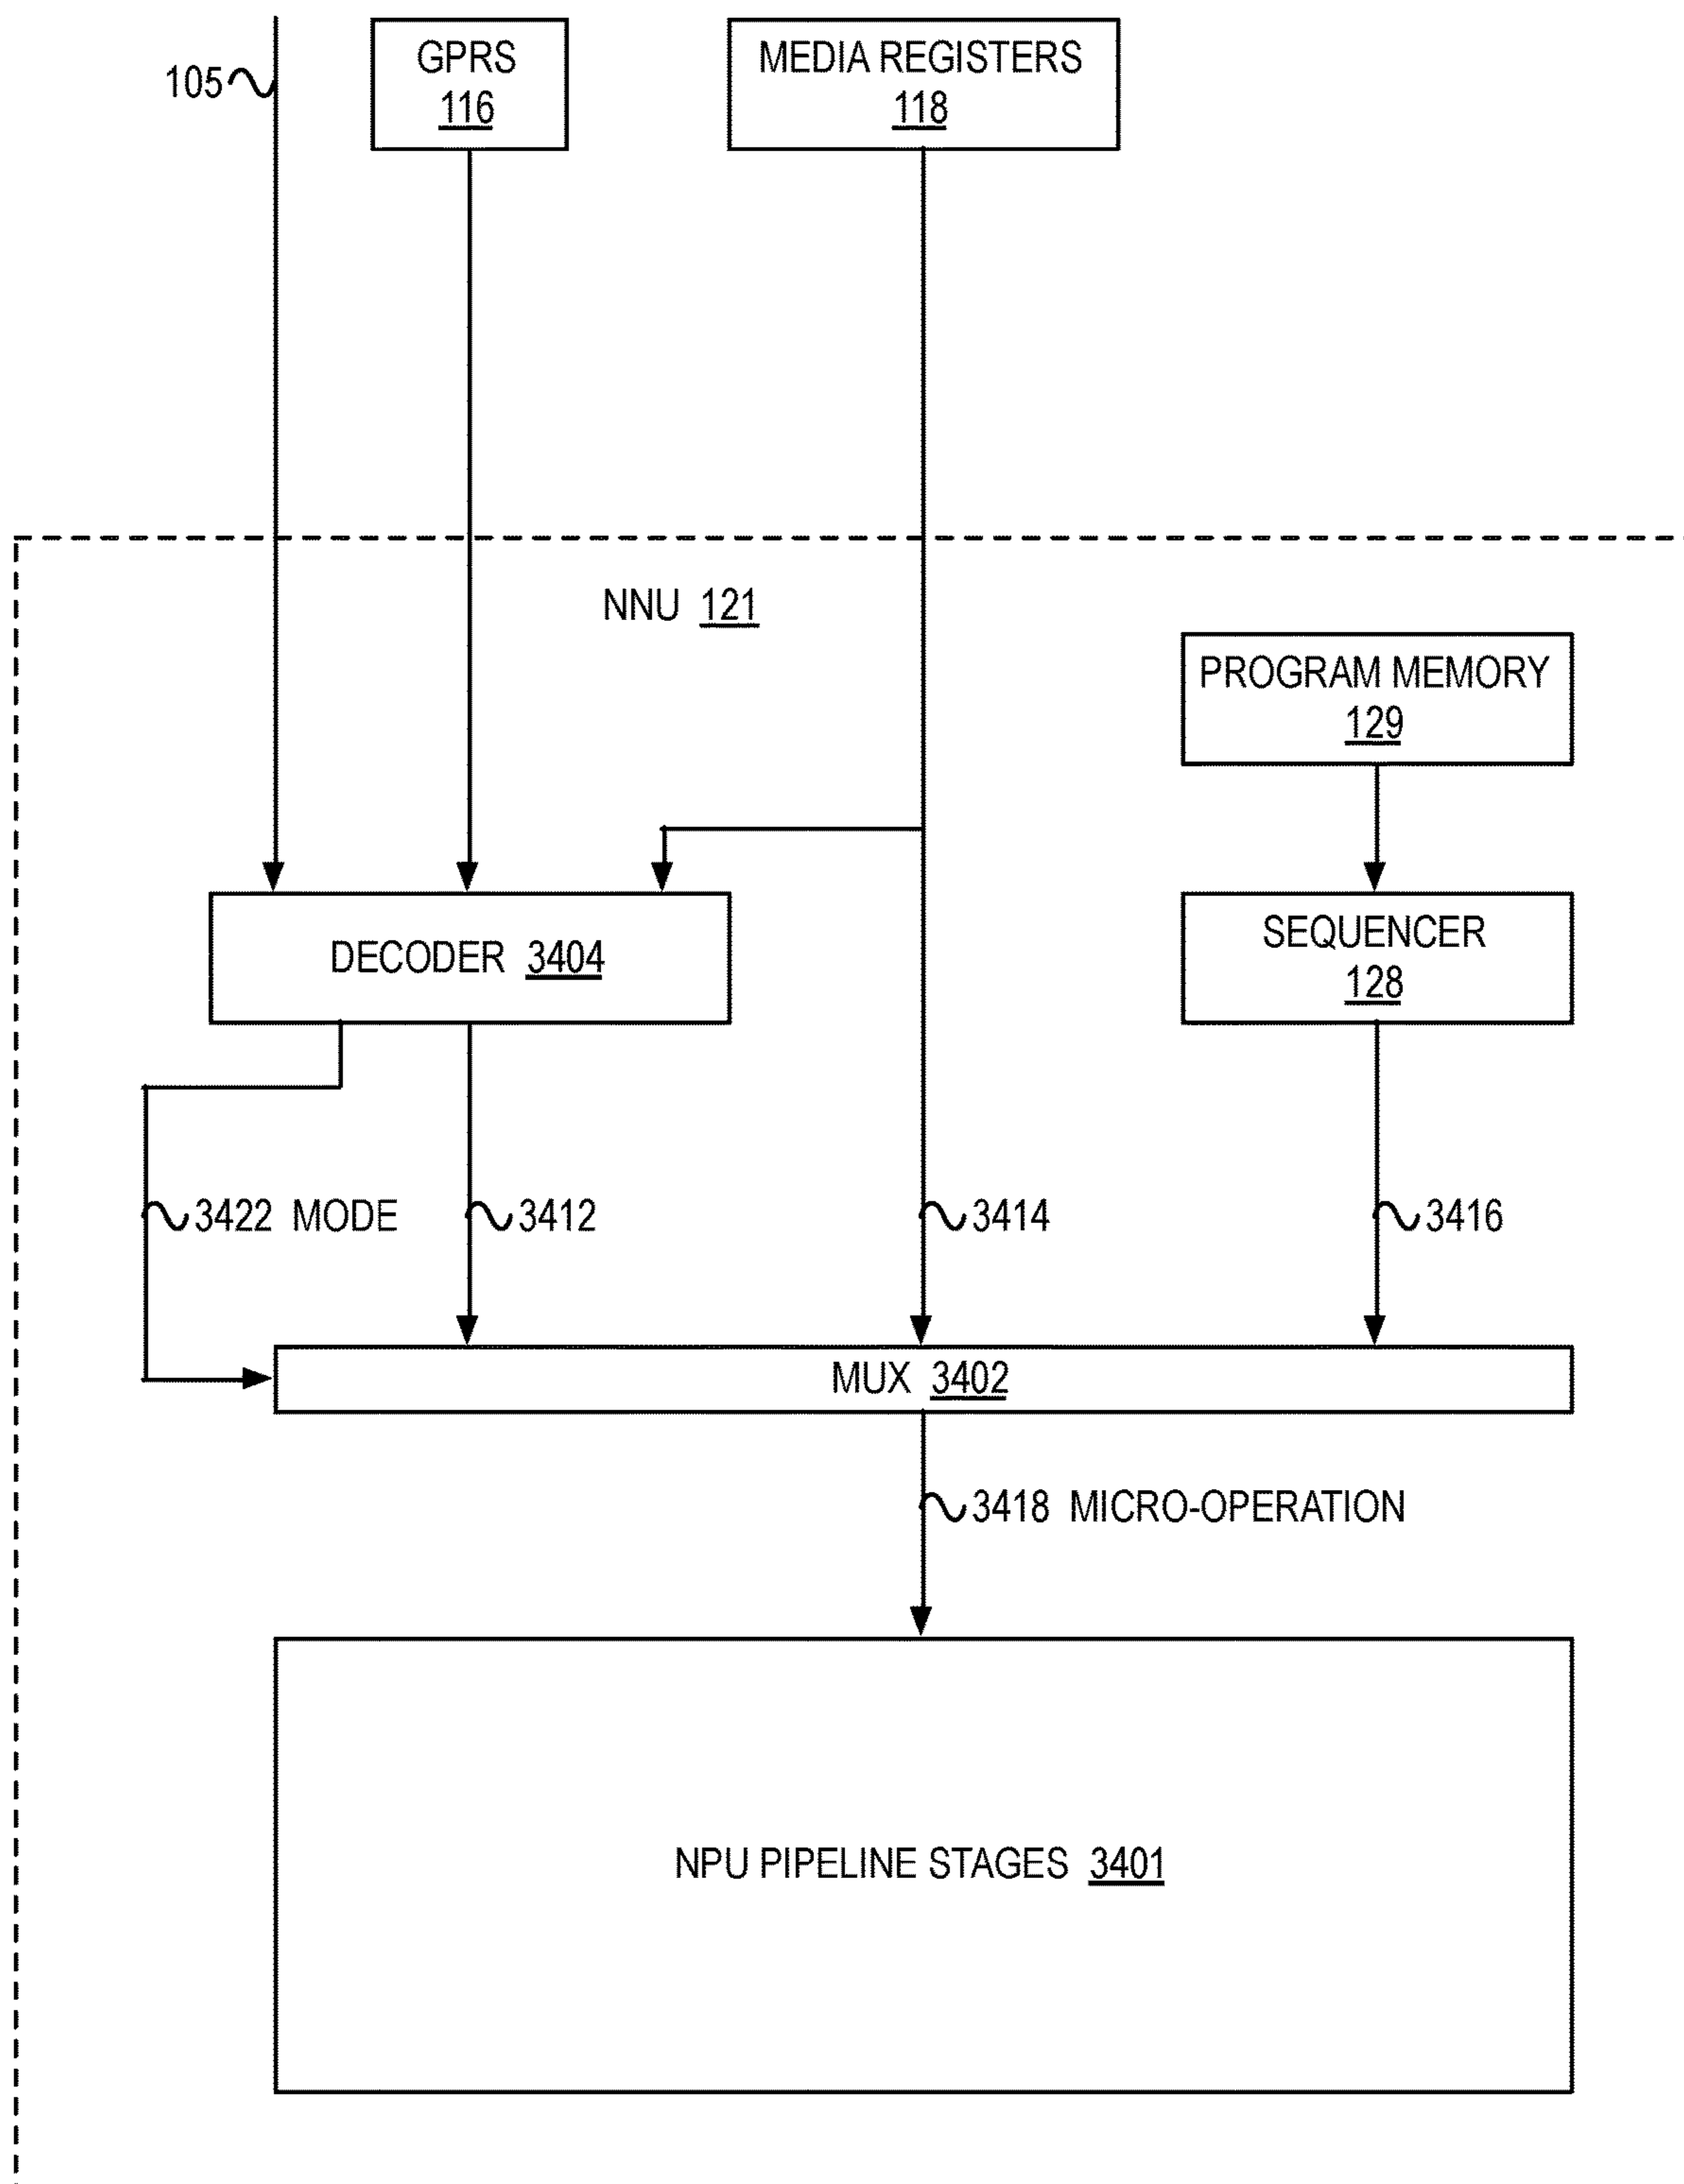 105
GPRS
116
MEDIA REGISTERS
118
NNU 121
PROGRAM MEMORY
129
DECODER 3404
SEQUENCER
128
3422 MODE
3412
3414
3416
MUX 3402
3418 MICRO-OPERATION
NPU PIPELINE STAGES 3401